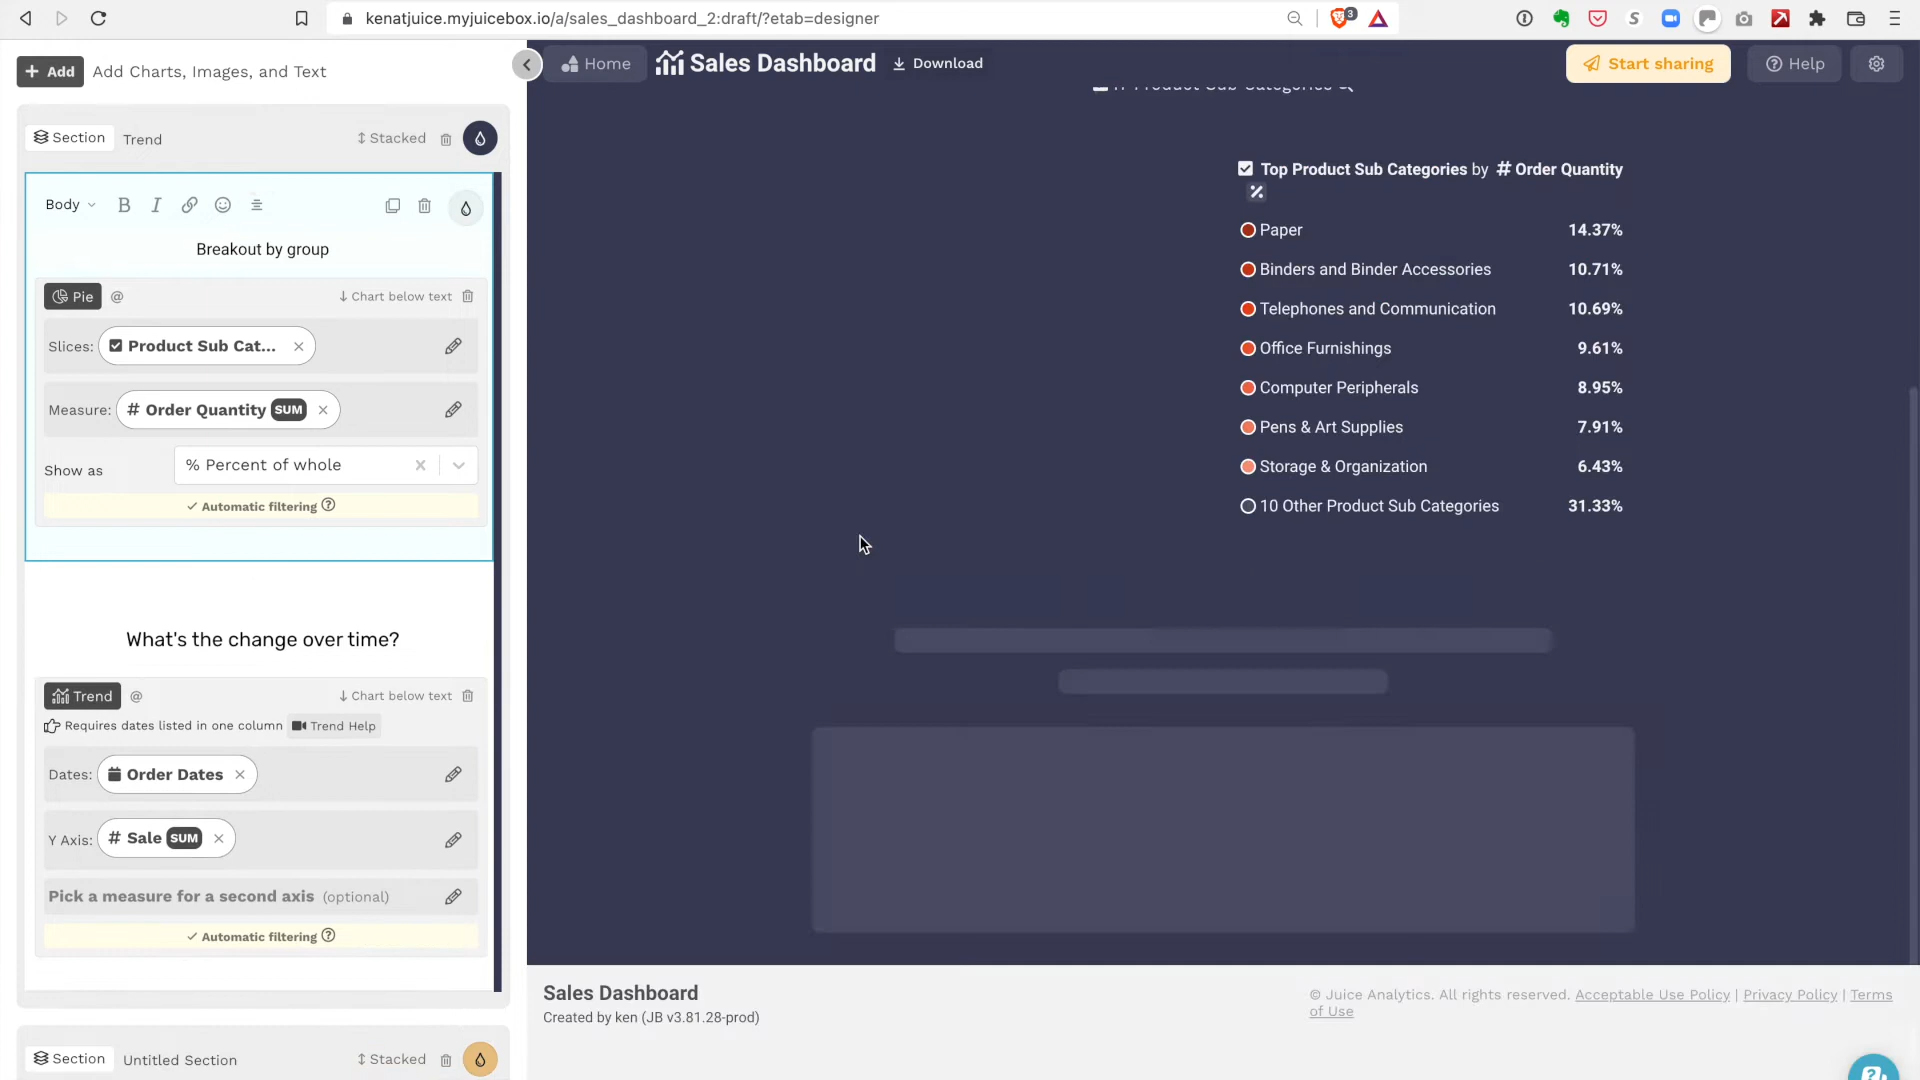 kenatjuice.myjuicebox.io/a/sales_dashboard_2:draft/?etab=designer
3
+ Add
Add Charts, Images, and Text
Home
Sales Dashboard
Download
Start sharing
Help
Section
Trend
Stacked
Body
Breakout by group
Pie @
Chart below text
Slices: Product Sub Cat...
Measure: # Order Quantity SUM
Show as
% Percent of whole
Automatic filtering
What's the change over time?
Trend @
Chart below text
Requires dates listed in one column
Trend Help
Dates: Order Dates
Y Axis: # Sale SUM
Pick a measure for a second axis (optional)
Automatic filtering
Section
Untitled Section
Stacked
Product Sub Categories
Top Product Sub Categories by # Order Quantity
%
Paper 14.37%
Binders and Binder Accessories 10.71%
Telephones and Communication 10.69%
Office Furnishings 9.61%
Computer Peripherals 8.95%
Pens & Art Supplies 7.91%
Storage & Organization 6.43%
10 Other Product Sub Categories 31.33%
Sales Dashboard
Created by ken (JB v3.81.28-prod)
© Juice Analytics. All rights reserved. Acceptable Use Policy | Privacy Policy | Terms
of Use